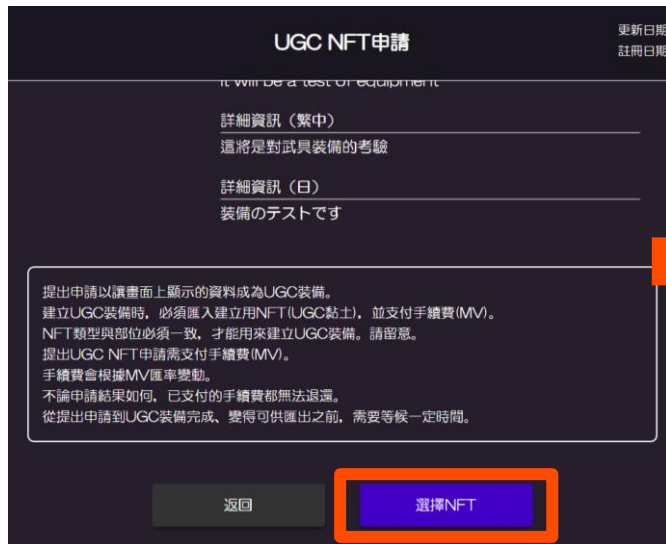 UGC NFT申請
更新日期
註冊日期
It will be a test of equipment
詳細資訊（繁中）
這將是對武具裝備的考驗
詳細資訊（日）
装備のテストです
提出申請以讓畫面上顯示的資料成為UGC裝備。
建立UGC裝備時，必須匯入建立用NFT(UGC黏土)，並支付手續費(MV)。
NFT類型與部位必須一致，才能用來建立UGC裝備。請留意。
提出UGC NFT申請需支付手續費(MV)。
手續費會根據MV匯率變動。
不論申請結果如何，已支付的手續費都無法退還。
從提出申請到UGC裝備完成、變得可供匯出之前，需要等候一定時間。
返回
選擇NFT